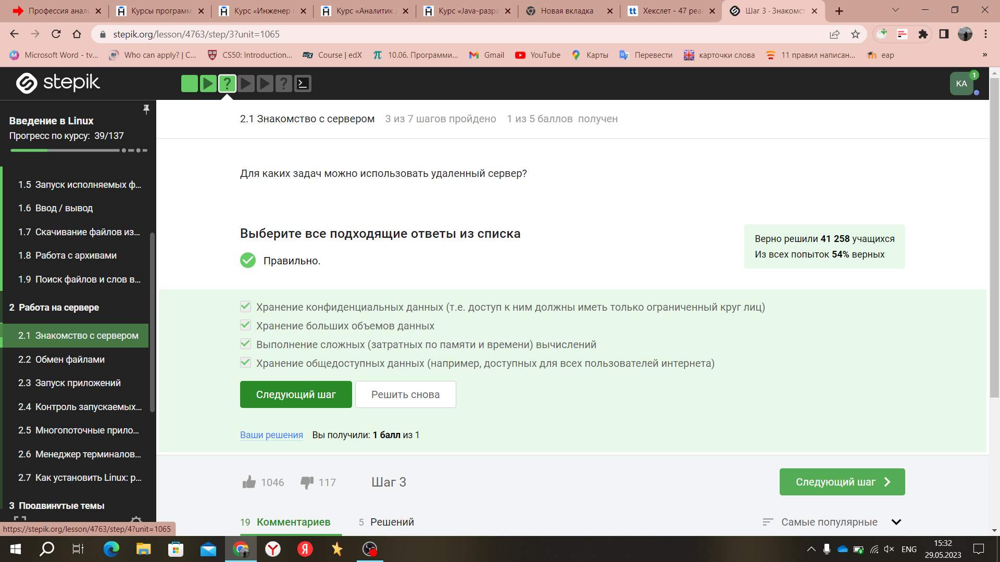 Профессия анали
Курсы программ
Курс «Инженер п
Курс «Аналитик д
Курс «Java-разра
Новая вкладка
tt
Хекслет - 47 реал
Шаг 3 · Знакомст
stepik.org/lesson/4763/step/3?unit=1065
Microsoft Word - tv...
Who can apply? | C...
CS50: Introduction...
edX
Course | edX
10.06. Программи...
Gmail
YouTube
Карты
Перевести
карточки слова
11 правил написан...
eap
»
stepik
KA
1
Введение в Linux
Прогресс по курсу: 39/137
1.5 Запуск исполняемых ф...
1.6 Ввод / вывод
1.7 Скачивание файлов из...
1.8 Работа с архивами
1.9 Поиск файлов и слов в...
2 Работа на сервере
2.1 Знакомство с сервером
2.2 Обмен файлами
2.3 Запуск приложений
2.4 Контроль запускаемых...
2.5 Многопоточные прило...
2.6 Менеджер терминалов...
2.7 Как установить Linux: р...
3 Продвинутые темы
https://stepik.org/lesson/4763/step/4?unit=1065
2.1 Знакомство с сервером 3 из 7 шагов пройдено 1 из 5 баллов получен
Для каких задач можно использовать удаленный сервер?
Выберите все подходящие ответы из списка
Правильно.
Верно решили 41 258 учащихся
Из всех попыток 54% верных
Хранение конфиденциальных данных (т.е. доступ к ним должны иметь только ограниченный круг лиц)
Хранение больших объемов данных
Выполнение сложных (затратных по памяти и времени) вычислений
Хранение общедоступных данных (например, доступных для всех пользователей интернета)
Следующий шаг
Решить снова
Ваши решения Вы получили: 1 балл из 1
1046 117 Шаг 3
Следующий шаг
19 Комментариев 5 Решений
Самые популярные
ENG
15:32
29.05.2023